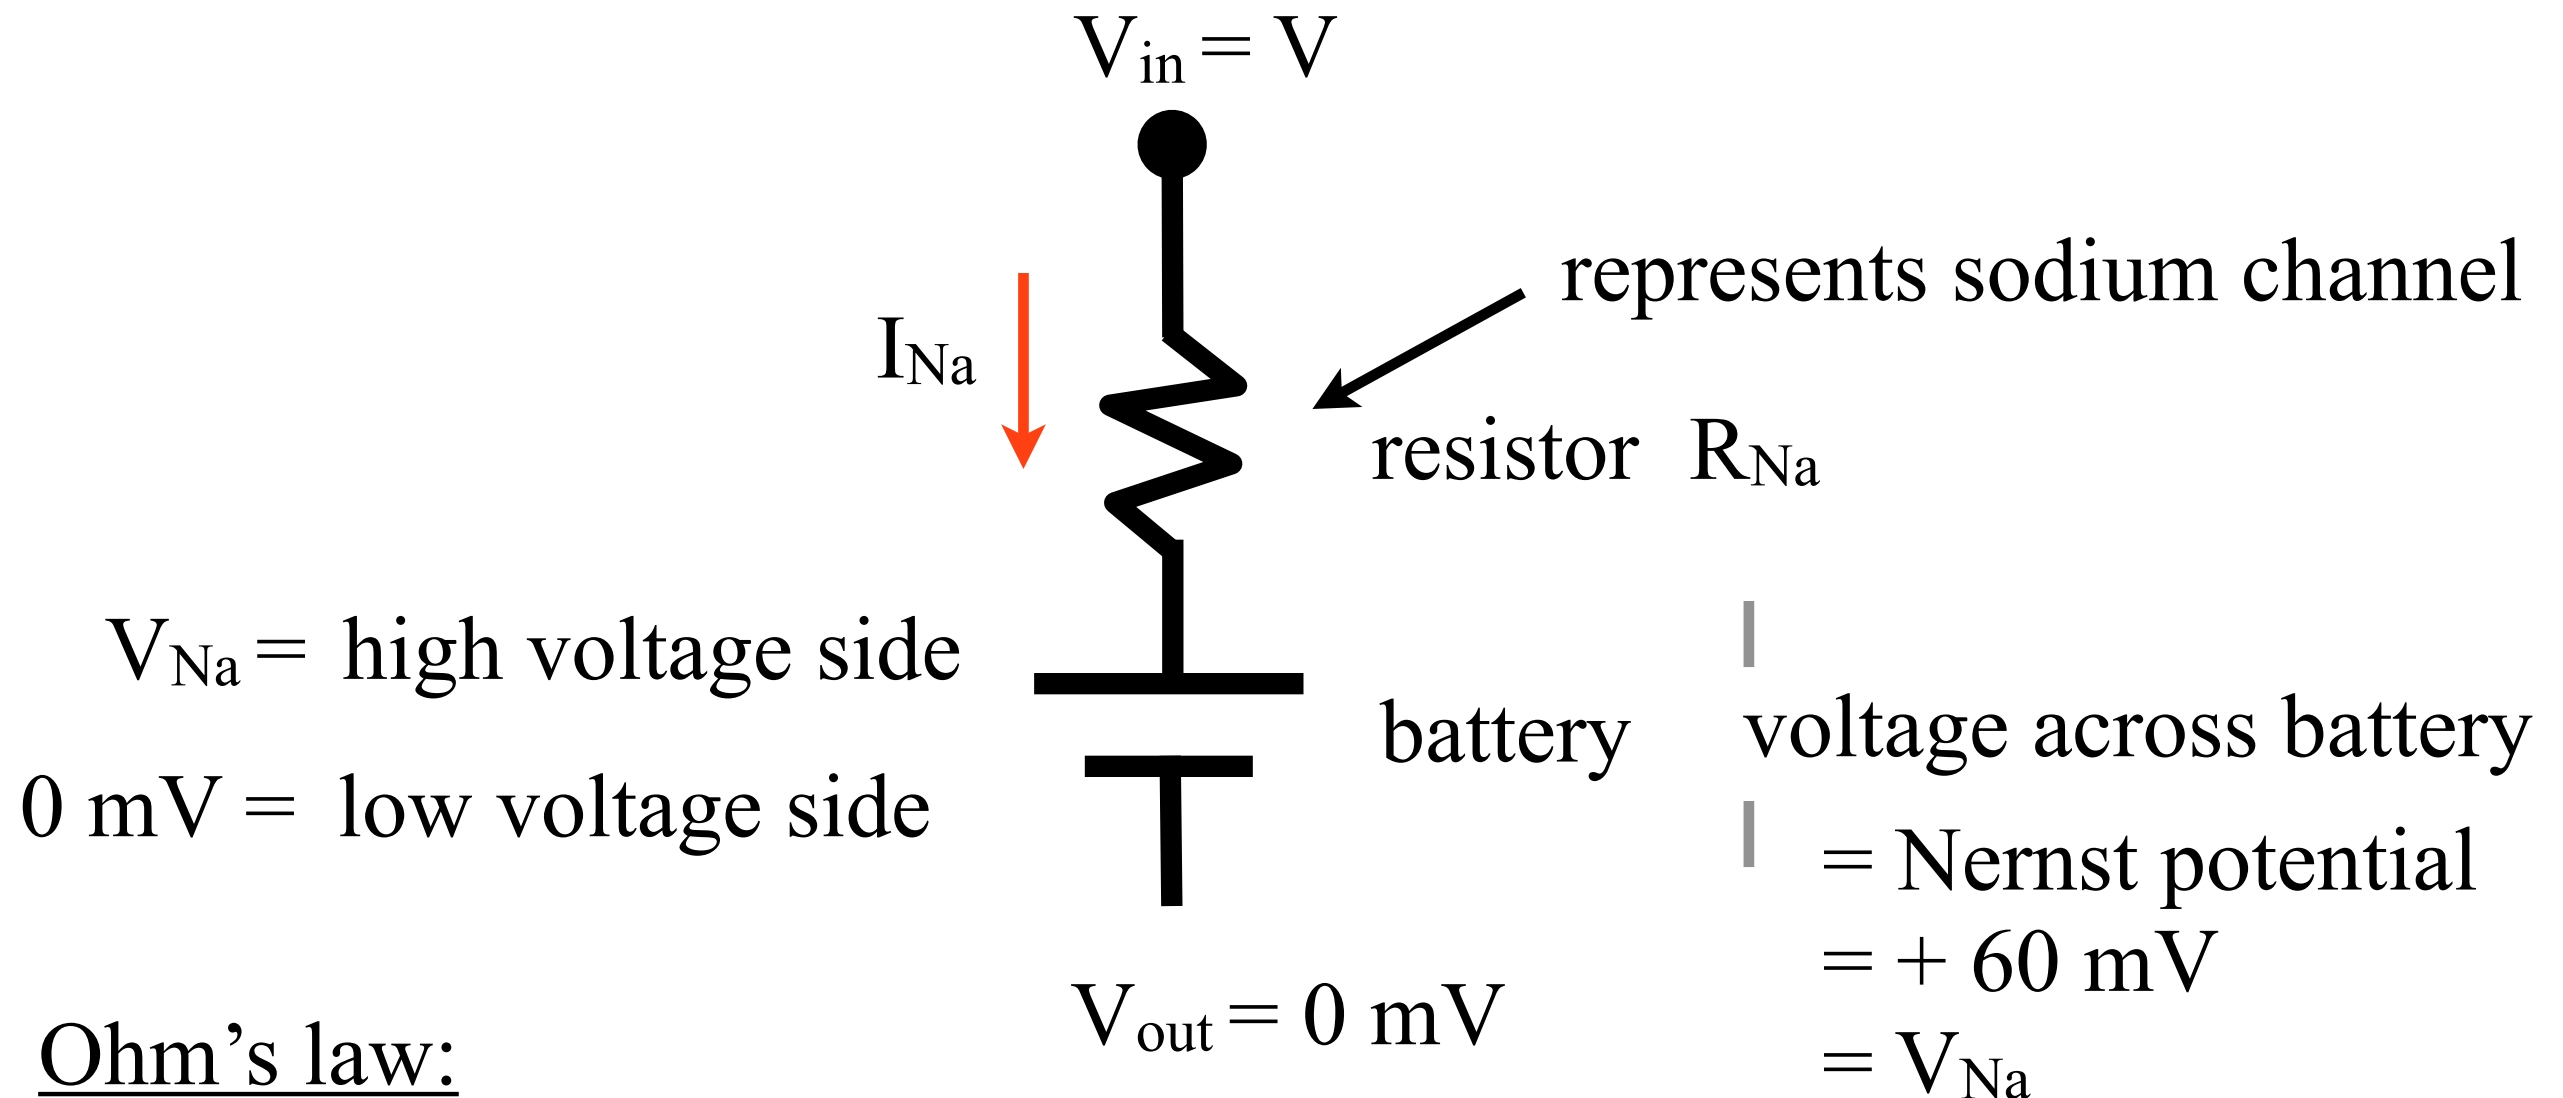 Vin = V
represents sodium channel
INa
resistor RNa
VNa = high voltage side
battery
voltage across battery
0 mV = low voltage side
= Nernst potential
= + 60 mV
Vout = 0 mV
= VNa
Ohm’s law: